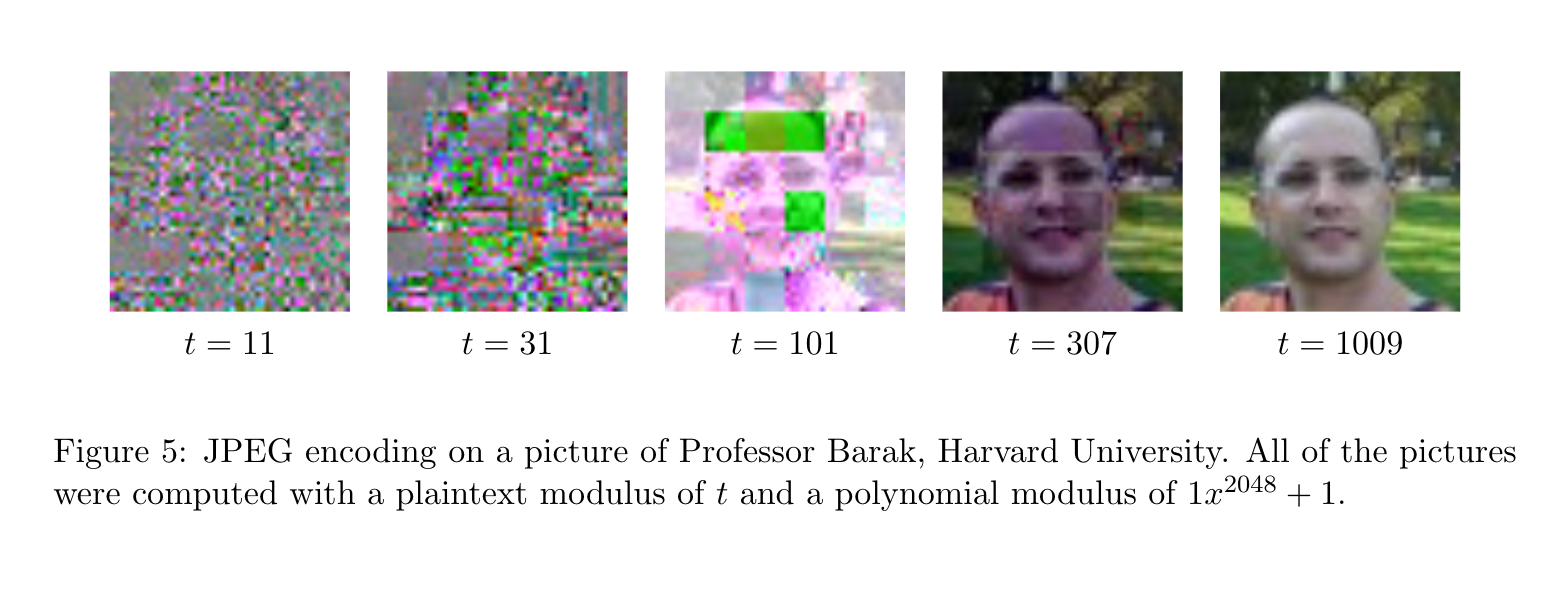 t = 11
t = 31
t = 101
t = 307
t = 1009
Figure 5: JPEG encoding on a picture of Professor Barak, Harvard University. All of the pictures
were computed with a plaintext modulus of t and a polynomial modulus of 1x^2048 + 1.